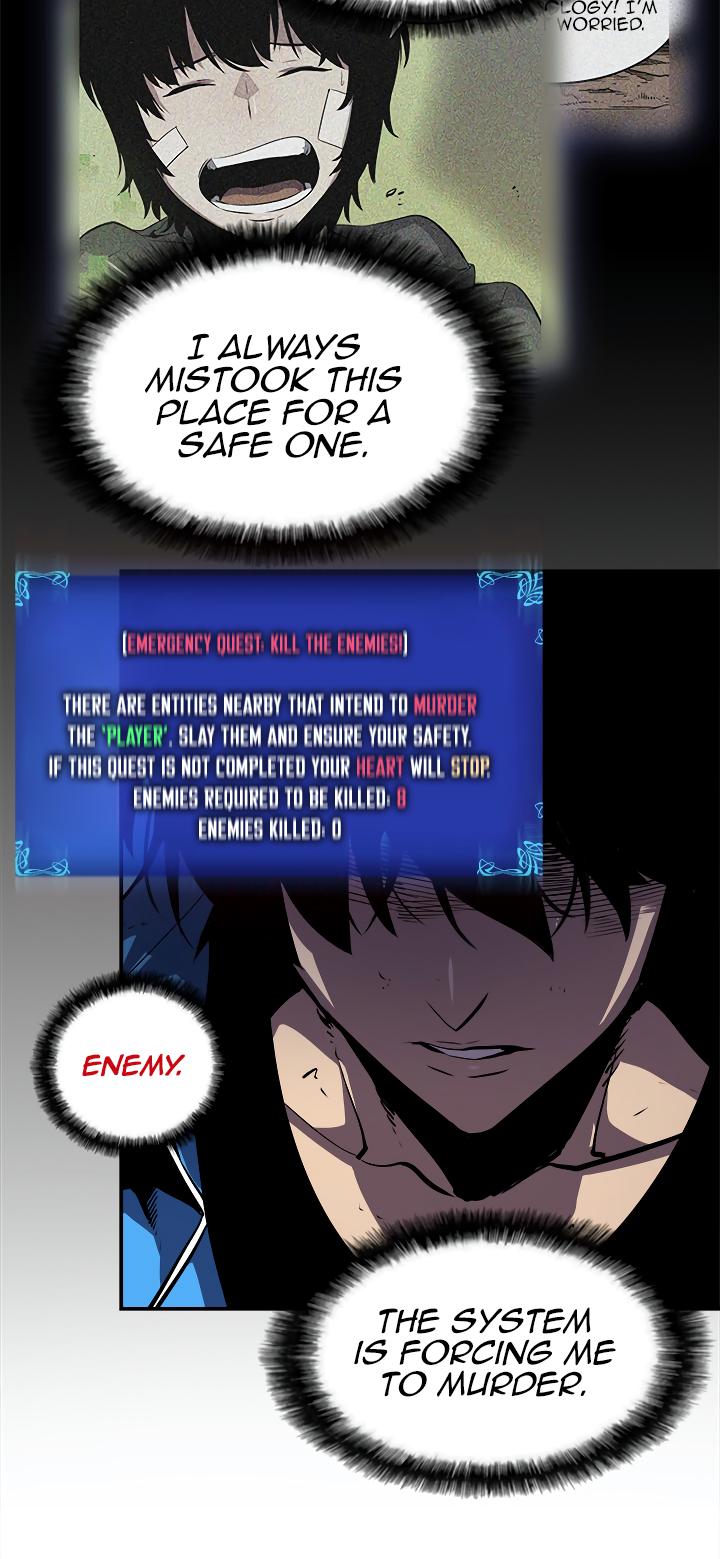 OLOGY! I'M
WORRIED.
I ALWAYS
MISTOOK THIS
PLACE FOR A
SAFE ONE.
[EMERGENCY QUEST: KILL THE ENEMIES!]
THERE ARE ENTITIES NEARBY THAT INTEND TO MURDER
THE 'PLAYER'. SLAY THEM AND ENSURE YOUR SAFETY.
IF THIS QUEST IS NOT COMPLETED YOUR HEART WILL STOP.
ENEMIES REQUIRED TO BE KILLED: 8
ENEMIES KILLED: 0
ENEMY.
THE SYSTEM
IS FORCING ME
TO MURDER.